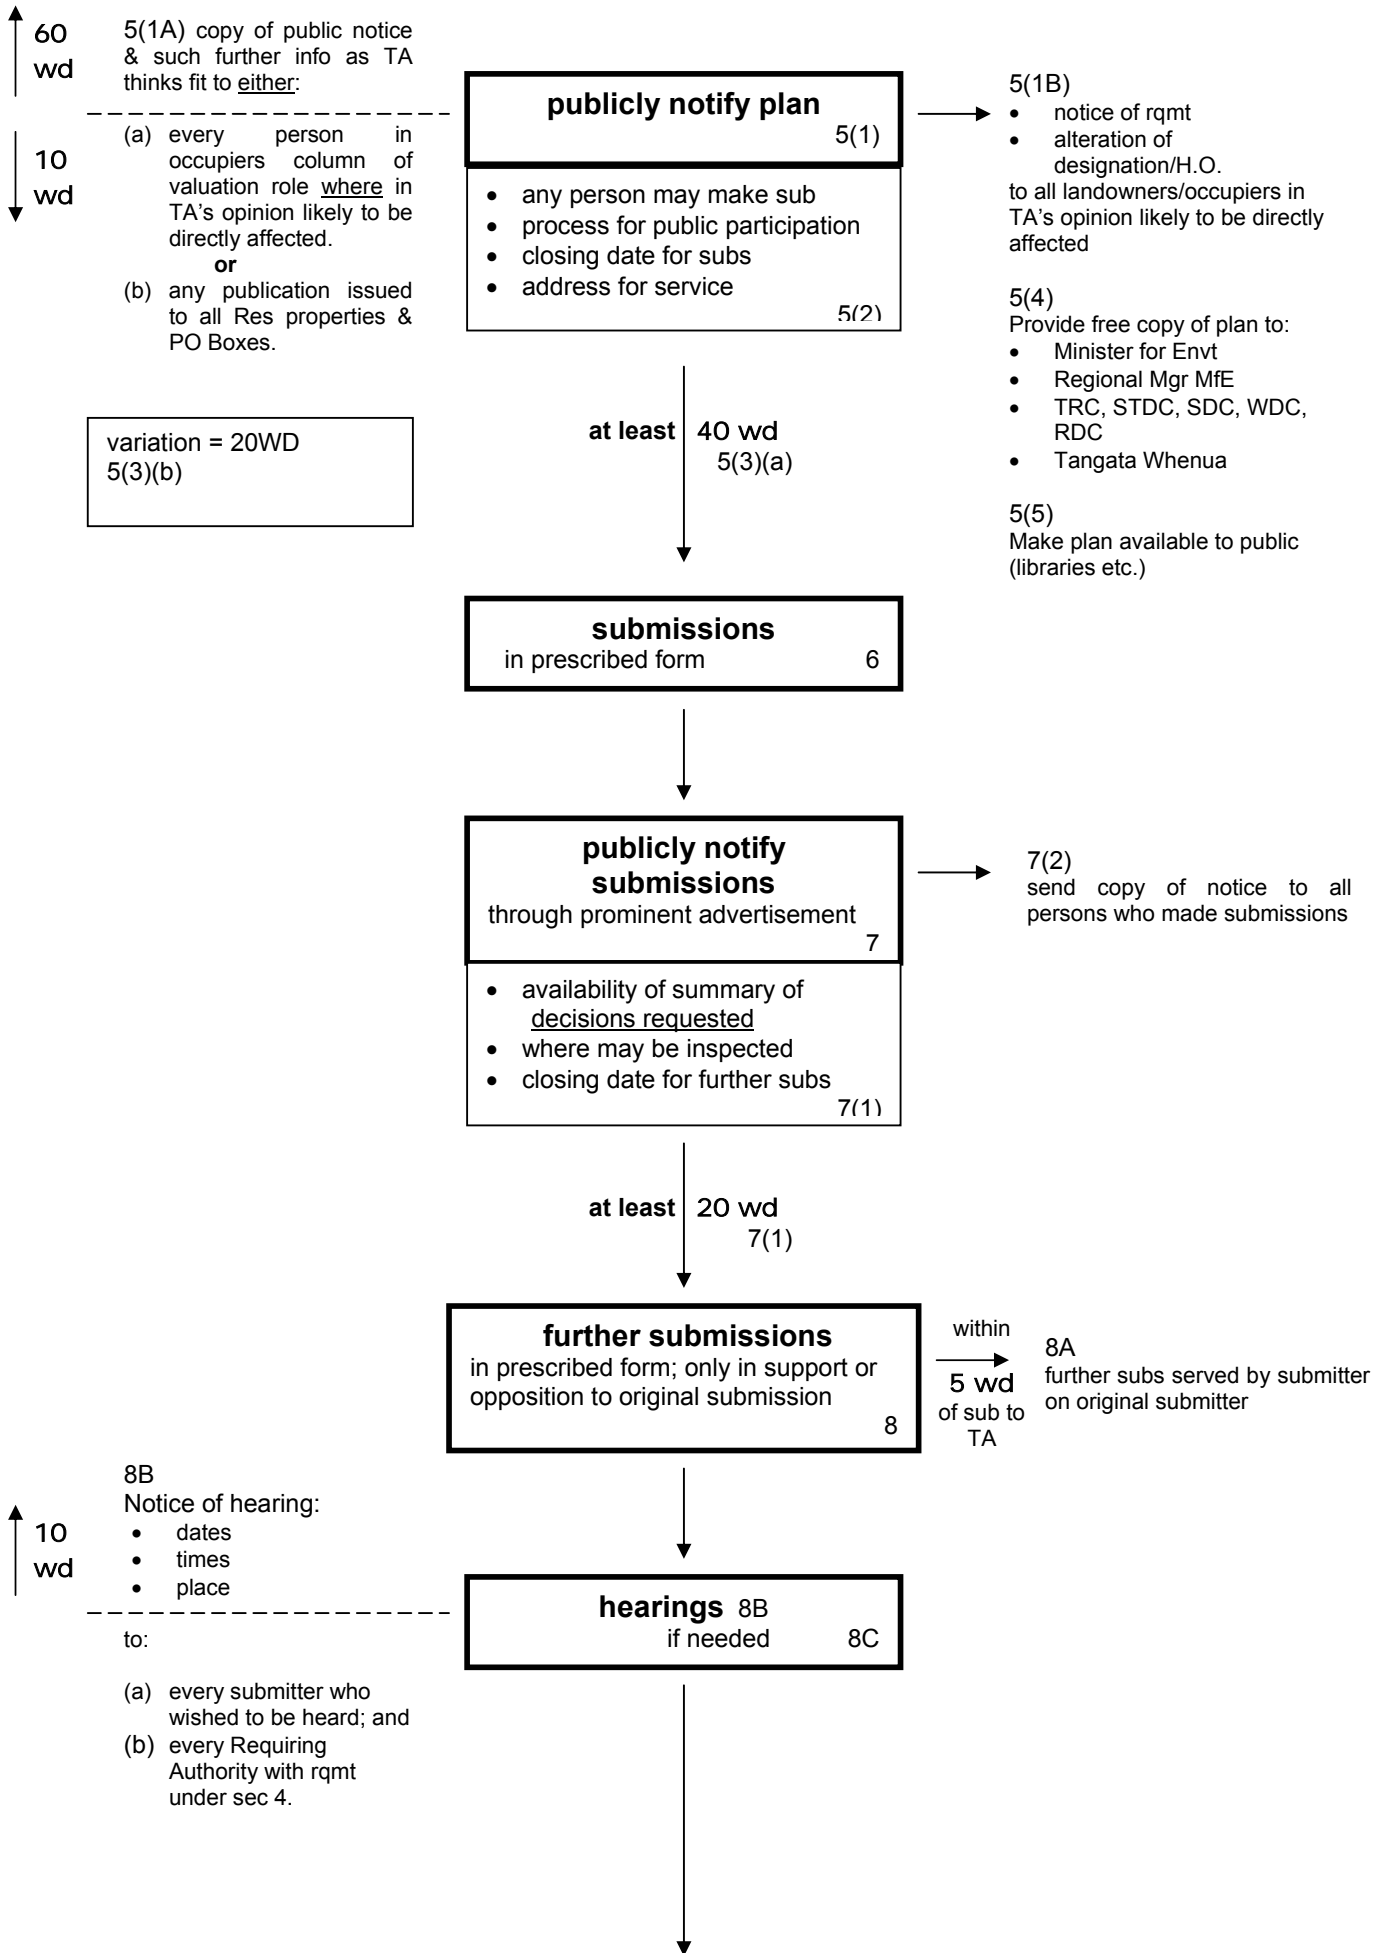 60
wd
5(1A) copy of public notice
& such further info as TA
thinks fit to either:
10
wd
(a) every person in
occupiers column of
valuation role where in
TA's opinion likely to be
directly affected.
or
(b) any publication issued
to all Res properties &
PO Boxes.
publicly notify plan
5(1)
• any person may make sub
• process for public participation
• closing date for subs
• address for service
5(2)
5(1B)
• notice of rqmt
• alteration of
designation/H.O.
to all landowners/occupiers in
TA's opinion likely to be directly
affected
5(4)
Provide free copy of plan to:
• Minister for Envt
• Regional Mgr MfE
• TRC, STDC, SDC, WDC,
RDC
• Tangata Whenua
5(5)
Make plan available to public
(libraries etc.)
variation = 20WD
5(3)(b)
at least 40 wd
5(3)(a)
submissions
in prescribed form 6
publicly notify
submissions
through prominent advertisement
7
• availability of summary of
decisions requested
• where may be inspected
• closing date for further subs
7(1)
7(2)
send copy of notice to all
persons who made submissions
at least 20 wd
7(1)
further submissions
in prescribed form; only in support or
opposition to original submission
8
within
5 wd
of sub to
TA
8A
further subs served by submitter
on original submitter
10
wd
8B
Notice of hearing:
• dates
• times
• place
to:
(a) every submitter who
wished to be heard; and
(b) every Requiring
Authority with rqmt
under sec 4.
hearings 8B
if needed 8C